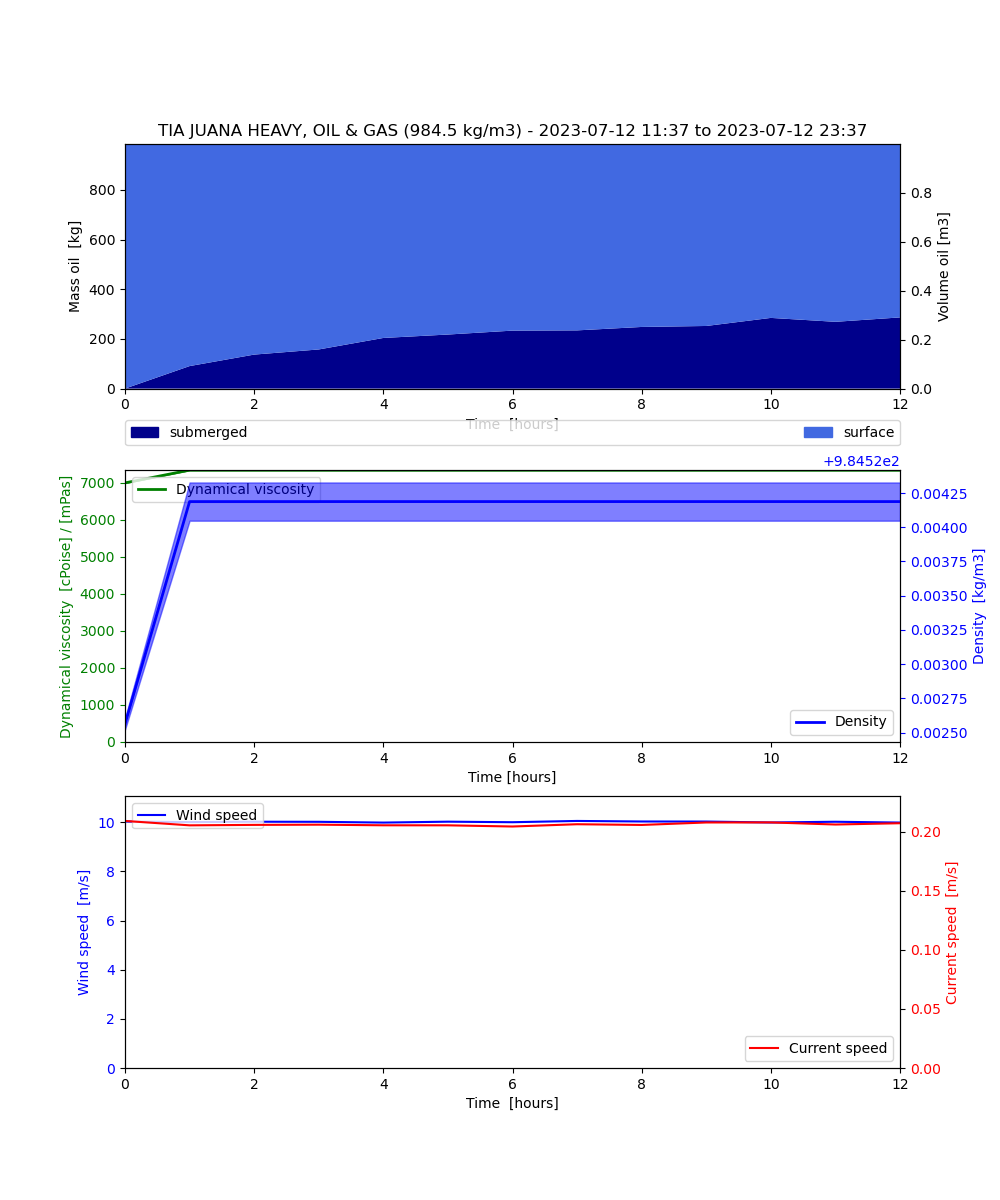 TIA JUANA HEAVY, OIL & GAS (984.5 kg/m3) - 2023-07-12 11:37 to 2023-07-12 23:37
Mass oil [kg]
800
600
400
200
0
Volume oil [m3]
0.8
0.6
0.4
0.2
0.0
0 2 4 6 8 10 12
Time [hours]
submerged
surface
+9.8452e2
Dynamical viscosity [cPoise] / [mPas]
7000
6000
5000
4000
3000
2000
1000
0
Dynamical viscosity
Density [kg/m3]
0.00425
0.00400
0.00375
0.00350
0.00325
0.00300
0.00275
0.00250
Density
0 2 4 6 8 10 12
Time [hours]
Wind speed [m/s]
10
8
6
4
2
0
Wind speed
Current speed [m/s]
0.20
0.15
0.10
0.05
0.00
Current speed
0 2 4 6 8 10 12
Time [hours]